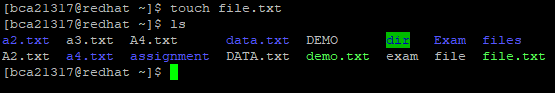 [bca21317@redhat ~]$ touch file.txt
[bca21317@redhat ~]$ ls
a2.txt a3.txt A4.txt data.txt DEMO dir Exam files
A2.txt a4.txt assignment DATA.txt demo.txt exam file file.txt
[bca21317@redhat ~]$